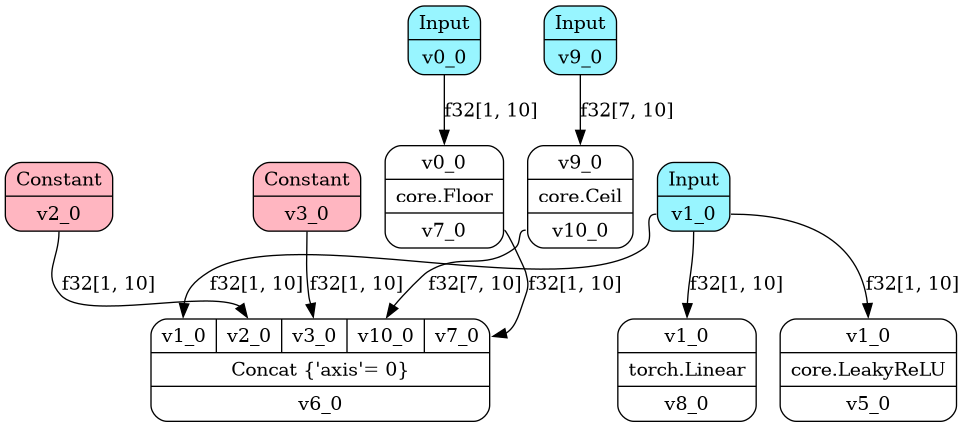 Input
v0_0
Input
v9_0
f32[1, 10]
f32[7, 10]
v0_0
core.Floor
v7_0
v9_0
core.Ceil
v10_0
Constant
v2_0
Constant
v3_0
Input
v1_0
f32[1, 10]
f32[1, 10]
f32[1, 10]
f32[7, 10]
f32[1, 10]
f32[1, 10]
f32[1, 10]
v1_0 v2_0 v3_0 v10_0 v7_0
Concat {'axis'= 0}
v6_0
v1_0
torch.Linear
v8_0
v1_0
core.LeakyReLU
v5_0